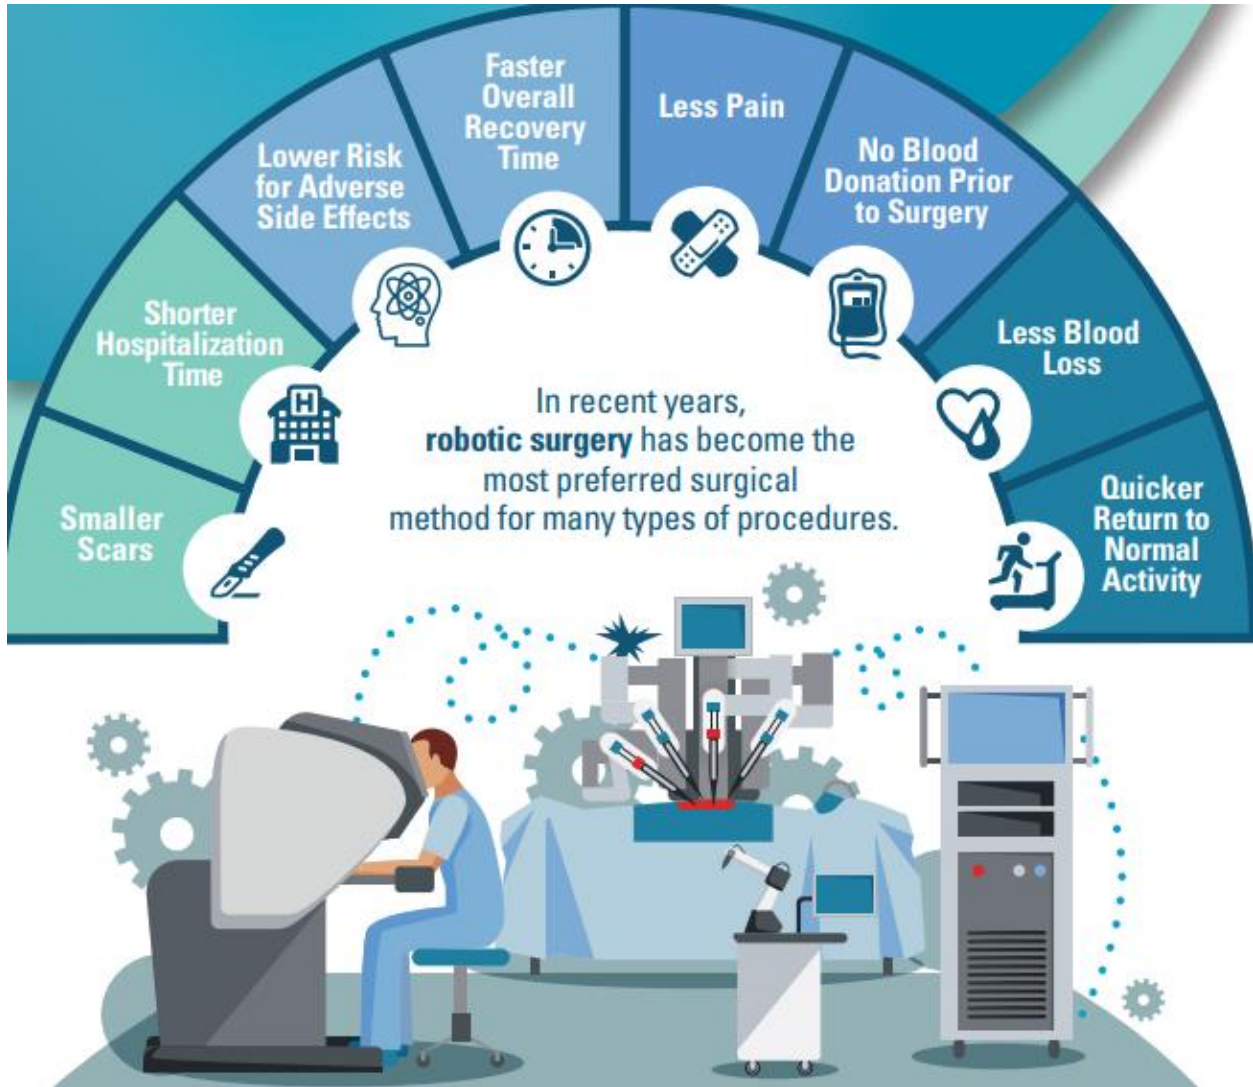 Smaller
Scars
Shorter
Hospitalization
Time
Lower Risk
for Adverse
Side Effects
Faster
Overall
Recovery
Time
Less Pain
No Blood
Donation Prior
to Surgery
Less Blood
Loss
Quicker
Return to
Normal
Activity
H
In recent years,
robotic surgery has become the
most preferred surgical
method for many types of procedures.